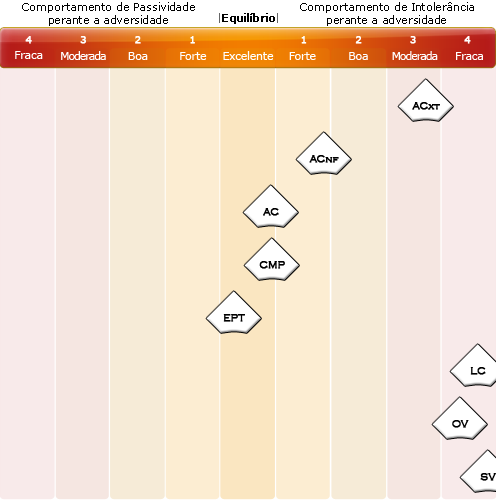 Comportamento de Passividade
perante a adversidade
|Equilíbrio|
Comportamento de Intolerância
perante a adversidade
4 3 2 1 1 2 3 4
Fraca Moderada Boa Forte Excelente Forte Boa Moderada Fraca
ACXT
ACNF
AC
CMP
EPT
LC
OV
SV